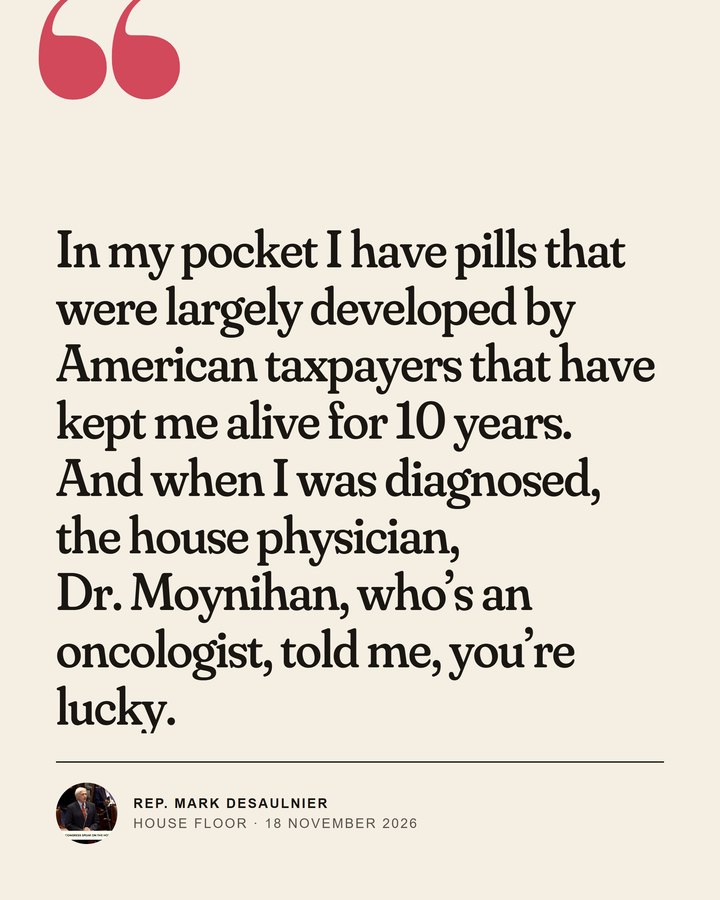 “
In my pocket I have pills that
were largely developed by
American taxpayers that have
kept me alive for 10 years.
And when I was diagnosed,
the house physician,
Dr. Moynihan, who’s an
oncologist, told me, you’re
lucky.
REP. MARK DESAULNIER
HOUSE FLOOR · 18 NOVEMBER 2026